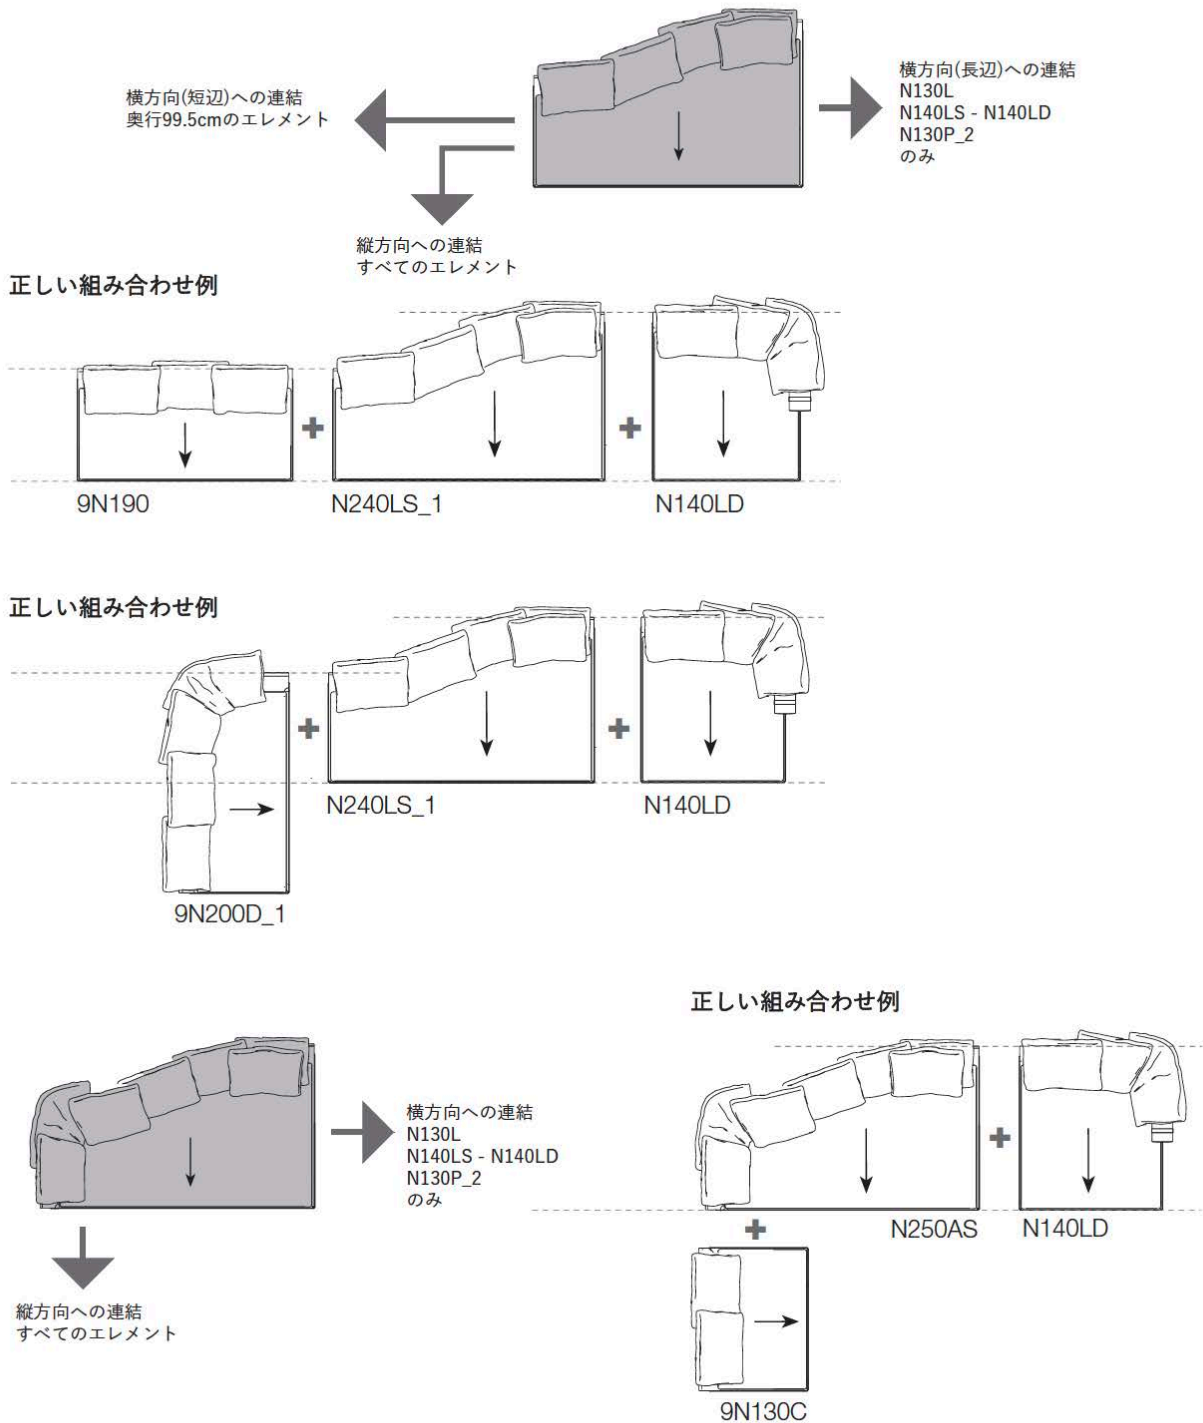 横方向(短辺)への連結
奥行99.5cmのエレメント
横方向(長辺)への連結
N130L
N140LS - N140LD
N130P_2
のみ
縦方向への連結
すべてのエレメント
正しい組み合わせ例
9N190
N240LS_1
N140LD
正しい組み合わせ例
9N200D_1
N240LS_1
N140LD
横方向への連結
N130L
N140LS - N140LD
N130P_2
のみ
縦方向への連結
すべてのエレメント
正しい組み合わせ例
N250AS
N140LD
9N130C